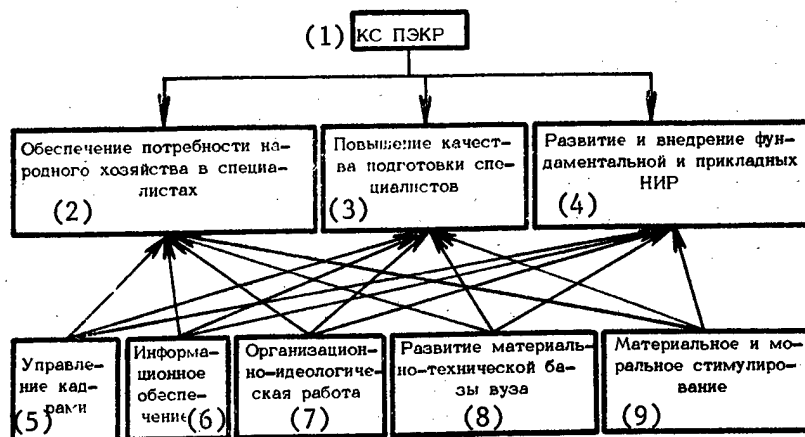 (1) КС ПЭКР
Обеспечение потребности на-
родного хозяйства в специа-
листах
(2)
Повышение качест-
ва подготовки спе-
циалистов
(3)
Развитие и внедрение фун-
даментальной и прикладных
НИР
(4)
Управле-
ние кад-
рами
(5)
Информа-
ционное
обеспе-
чение
(6)
Организацион-
но-идеологиче-
ская работа
(7)
Развитие материаль-
но-технической ба-
зы вуза
(8)
Материальное и мо-
ральное стимулиро-
вание
(9)